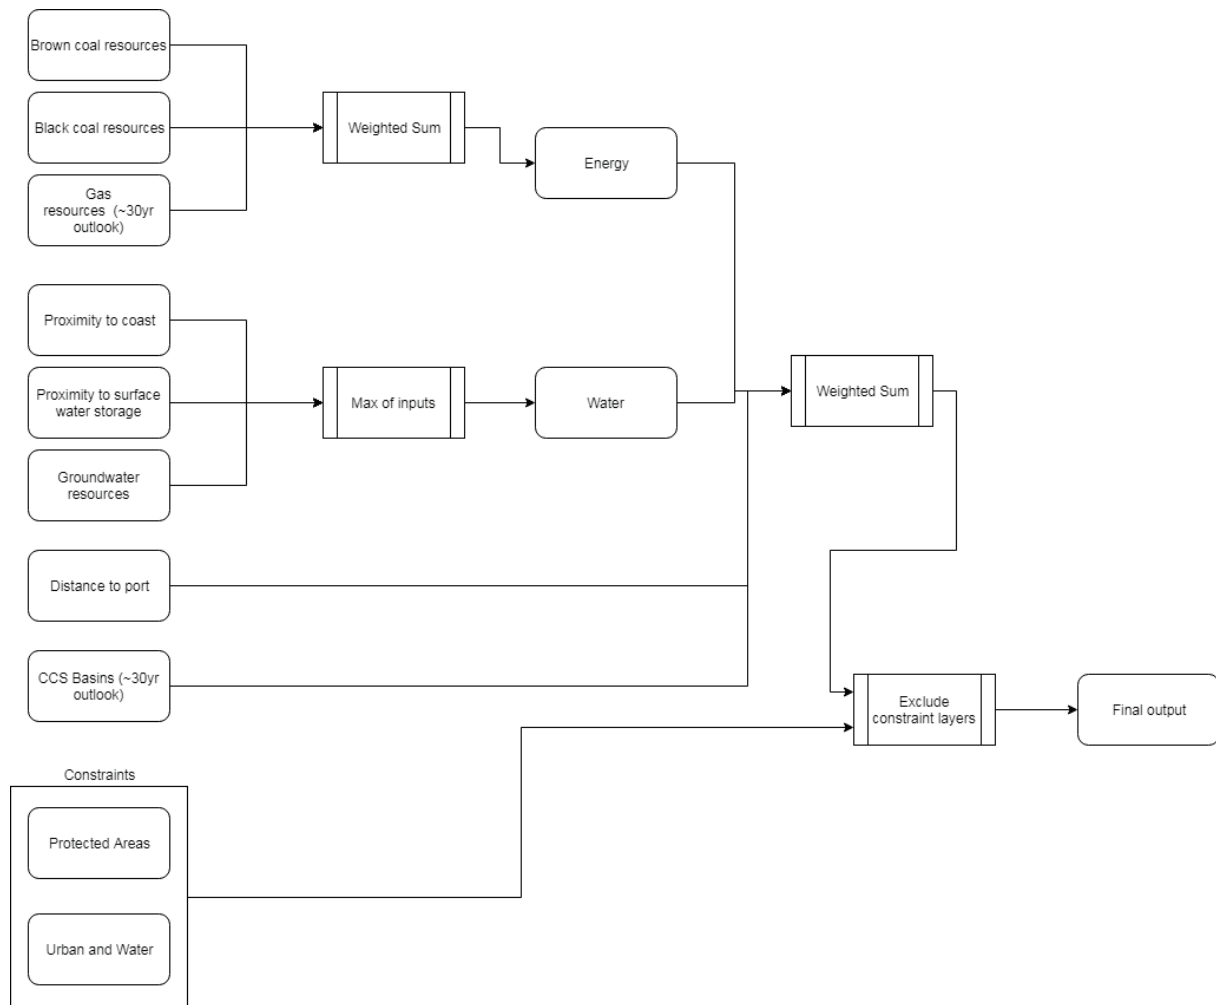 Brown coal resources
Black coal resources
Gas
resources (~30yr
outlook)
Weighted Sum
Energy
Proximity to coast
Proximity to surface
water storage
Groundwater
resources
Max of inputs
Water
Weighted Sum
Distance to port
CCS Basins (~30yr
outlook)
Exclude
constraint layers
Final output
Constraints
Protected Areas
Urban and Water